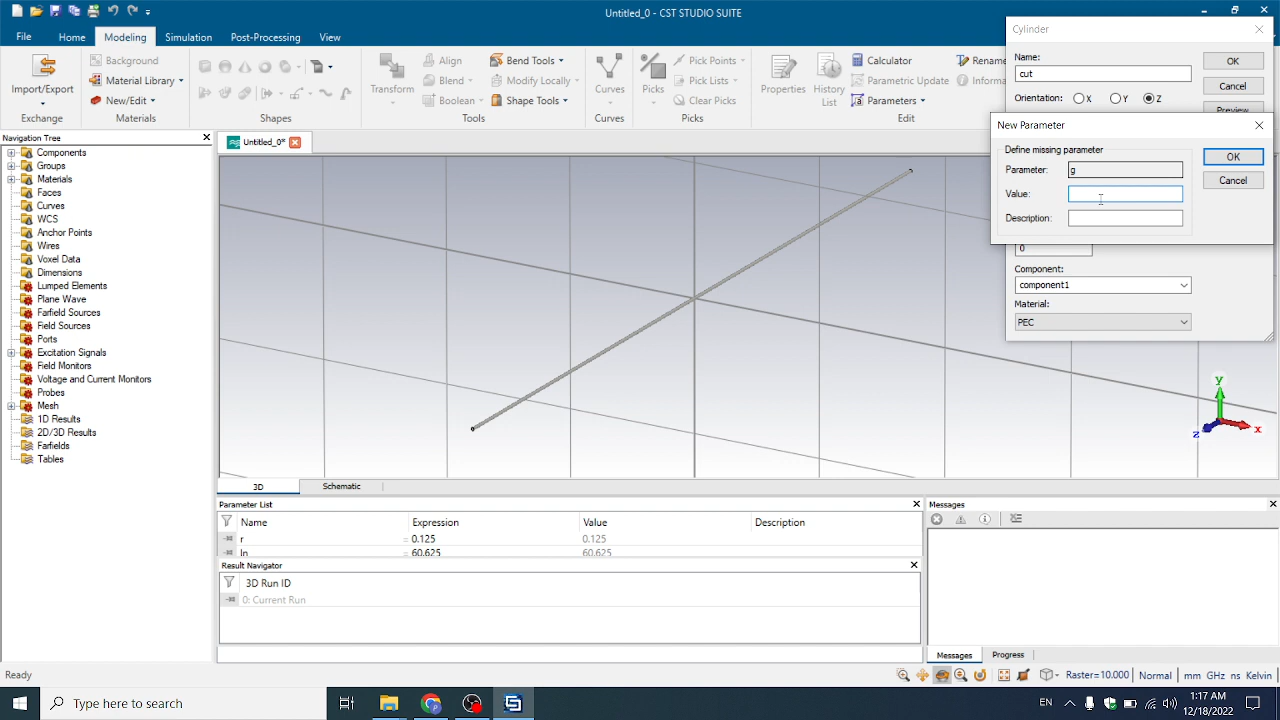 Untitled_0 - CST STUDIO SUITE
File Home Modeling Simulation Post-Processing View
Import/Export
Exchange
Background
Material Library
New/Edit
Materials
Shapes
Transform
Align
Blend
Boolean
Bend Tools
Modify Locally
Shape Tools
Tools
Curves
Curves
Picks
Pick Points
Pick Lists
Clear Picks
Picks
Properties
History List
Calculator
Parametric Update
Parameters
Edit
Cylinder
Name:
cut
Orientation: X Y Z
OK
Cancel
New Parameter
Define missing parameter
Parameter: g
Value:
Description:
OK
Cancel
0
Component:
component1
Material:
PEC
Navigation Tree
Components
Groups
Materials
Faces
Curves
WCS
Anchor Points
Wires
Voxel Data
Dimensions
Lumped Elements
Plane Wave
Farfield Sources
Field Sources
Ports
Excitation Signals
Field Monitors
Voltage and Current Monitors
Probes
Mesh
1D Results
2D/3D Results
Farfields
Tables
Untitled_0*
y
x
z
3D Schematic
Parameter List
Name Expression Value Description
r = 0.125 0.125
ln = 60.625 60.625
Result Navigator
3D Run ID
0: Current Run
Messages
Messages Progress
Ready
Raster=10.000 Normal mm GHz ns Kelvin
Type here to search
EN
1:17 AM
12/18/2022